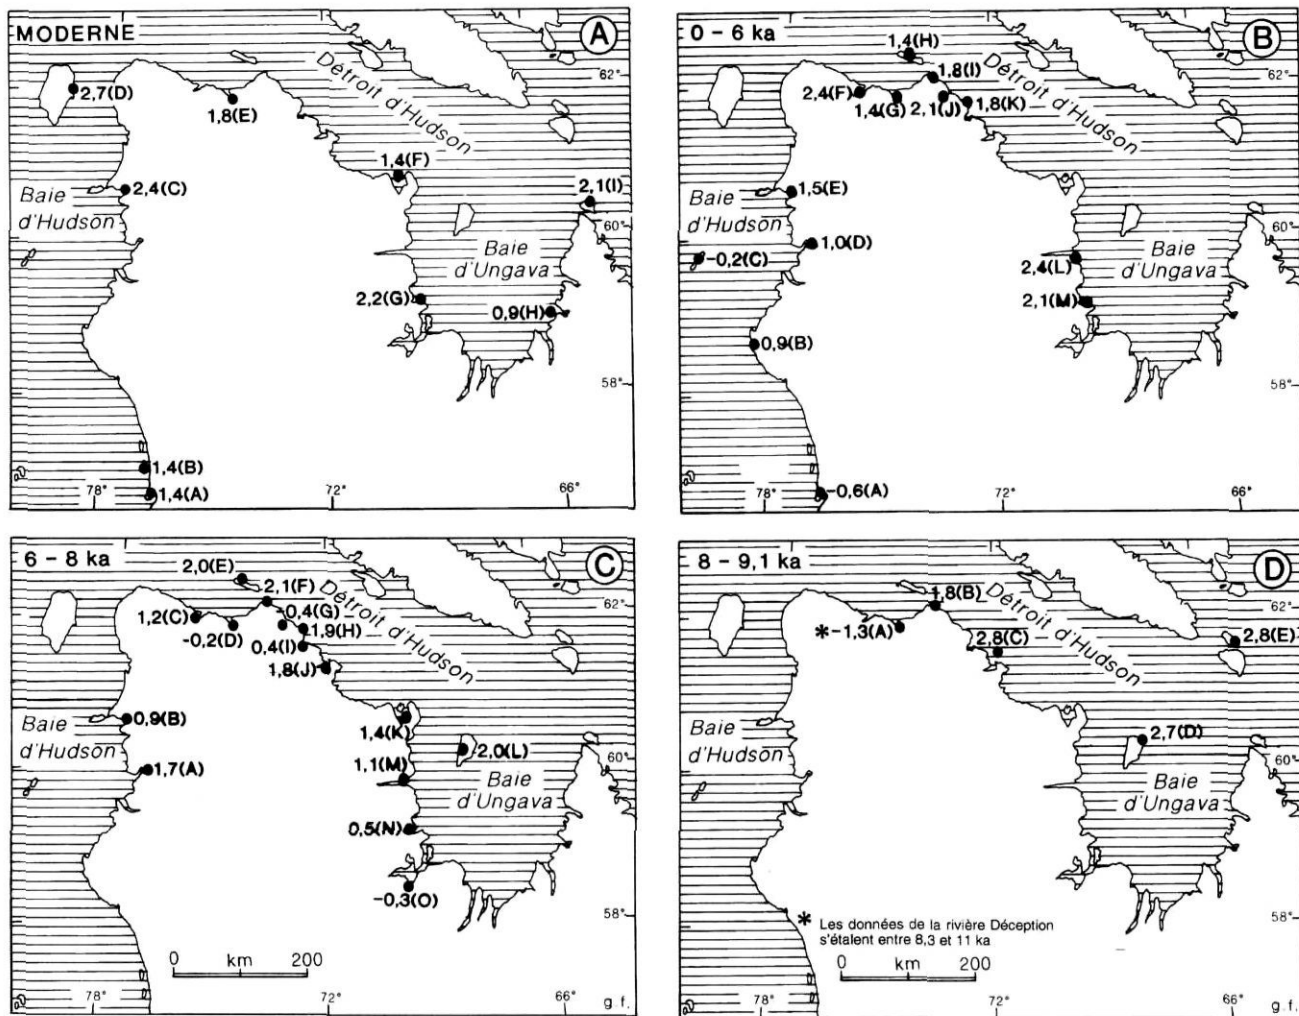 MODERNE
A
Détroit d'Hudson
62°
2,7(D)
1,8(E)
1,4(F)
2,1(I)
2,4(C)
Baie
d'Hudson
60°
Baie
d'Ungava
2,2(G)
0,9(H)
58°
1,4(B)
1,4(A)
78°
72°
66°
0 – 6 ka
B
1,4(H)
1,8(I)
62°
2,4(F)
1,4(G)
2,1(J)
1,8(K)
Détroit d'Hudson
Baie
d'Hudson
1,5(E)
60°
1,0(D)
-0,2(C)
Baie
d'Ungava
2,4(L)
2,1(M)
0,9(B)
58°
-0,6(A)
78°
72°
66°
6 – 8 ka
C
2,0(E)
2,1(F)
Détroit d'Hudson
62°
1,2(C)
-0,4(G)
-0,2(D)
1,9(H)
0,4(I)
1,8(J)
Baie
d'Hudson
0,9(B)
1,4(K)
2,0(L)
60°
1,7(A)
1,1(M)
Baie
d'Ungava
0,5(N)
-0,3(O)
58°
0 km 200
78°
72°
66°
g.f.
8 – 9,1 ka
D
1,8(B)
Détroit d'Hudson
62°
*-1,3(A)
2,8(C)
2,8(E)
Baie
d'Hudson
2,7(D)
60°
Baie
d'Ungava
58°
* Les données de la rivière Déception
s'étalent entre 8,3 et 11 ka
0 km 200
78°
72°
66°
g.f.